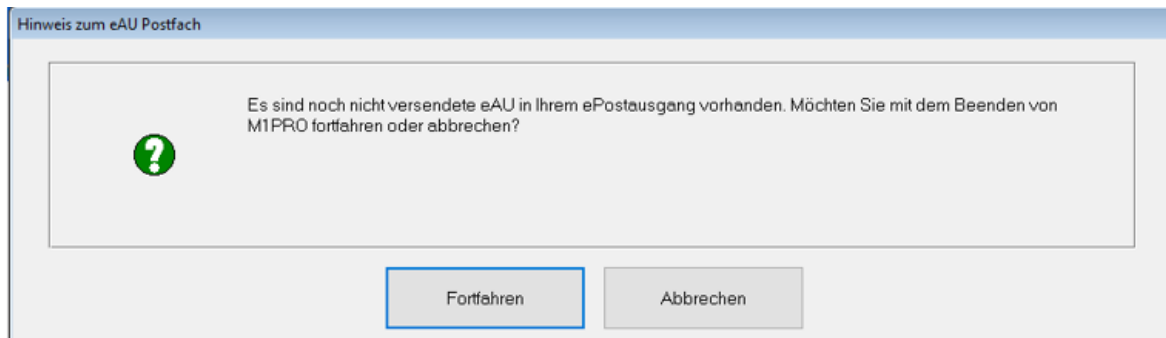 Hinweis zum eAU Postfach
Es sind noch nicht versendete eAU in Ihrem ePostausgang vorhanden. Möchten Sie mit dem Beenden von
M1PRO fortfahren oder abbrechen?
Fortfahren
Abbrechen